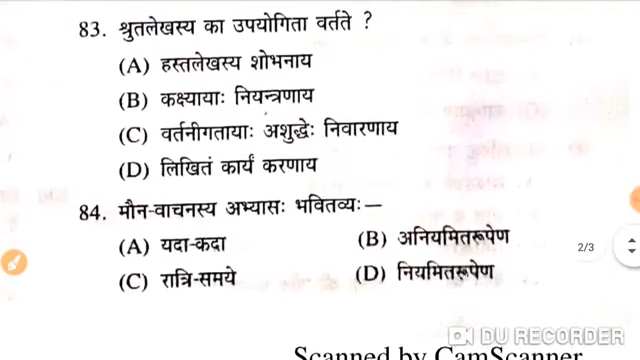 83. श्रुतलेखस्य का उपयोगिता वर्तते ?
(A) हस्तलेखस्य शोभनाय
(B) कक्ष्यायाः नियन्त्रणाय
(C) वर्तनीगतायाः अशुद्धेः निवारणाय
(D) लिखितं कार्यं करणाय
84. मौन-वाचनस्य अभ्यासः भवितव्यः—
(A) यदा-कदा (B) अनियमितरूपेण
(C) रात्रि-समये (D) नियमितरूपेण
2/3
DU RECORDER
Scanned by CamScanner